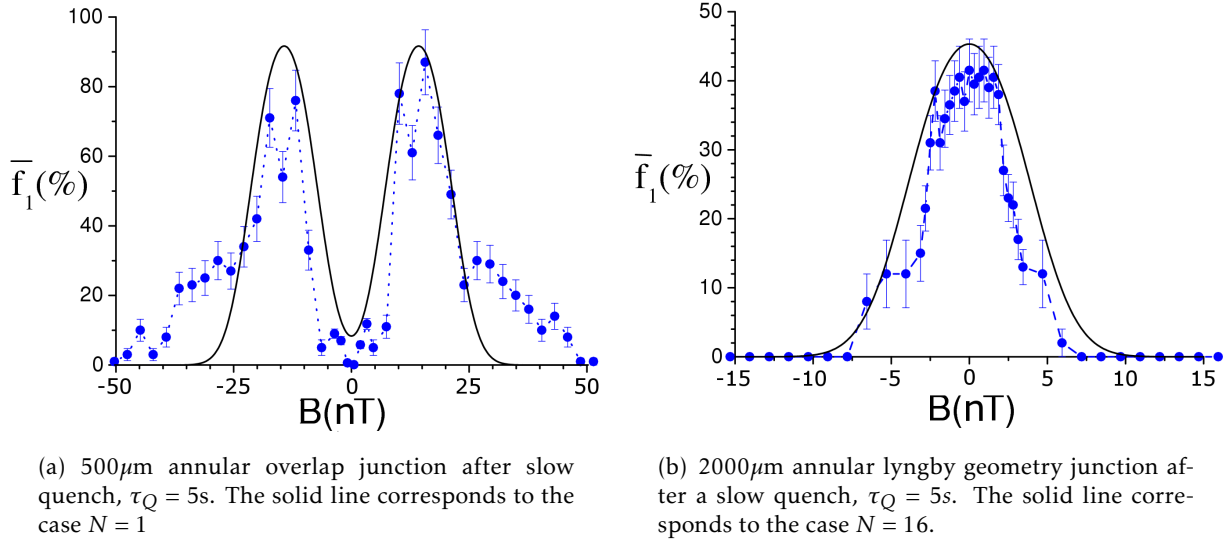 100
80
60
40
20
0
-50
-25
0
25
50
f̅₁(%)
B(nT)
50
40
30
20
10
0
-15
-10
-5
0
5
10
15
f̅₁(%)
B(nT)
(a) 500μm annular overlap junction after slow
quench, τQ = 5s. The solid line corresponds to the
case N = 1
(b) 2000μm annular lyngby geometry junction af-
ter a slow quench, τQ = 5s. The solid line corre-
sponds to the case N = 16.